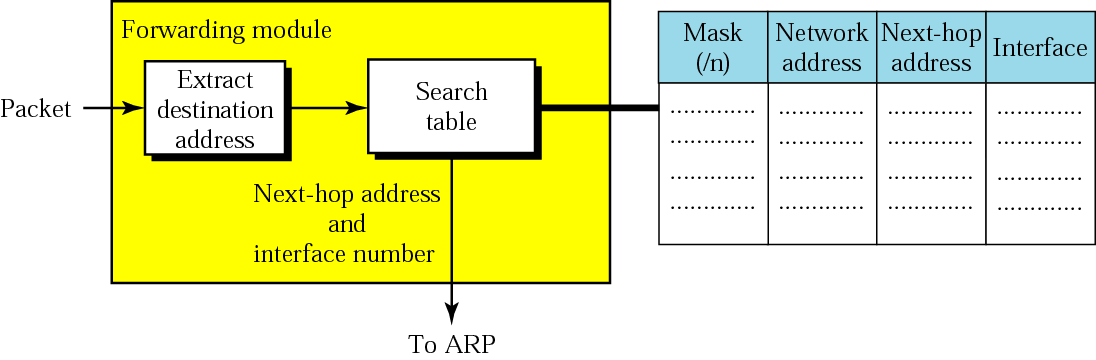 Forwarding module
Packet
Extract
destination
address
Search
table
Next-hop address
and
interface number
To ARP
Mask
(/n)
Network
address
Next-hop
address
Interface
............. ............. ............. .............
............. ............. ............. .............
............. ............. ............. .............
............. ............. ............. .............